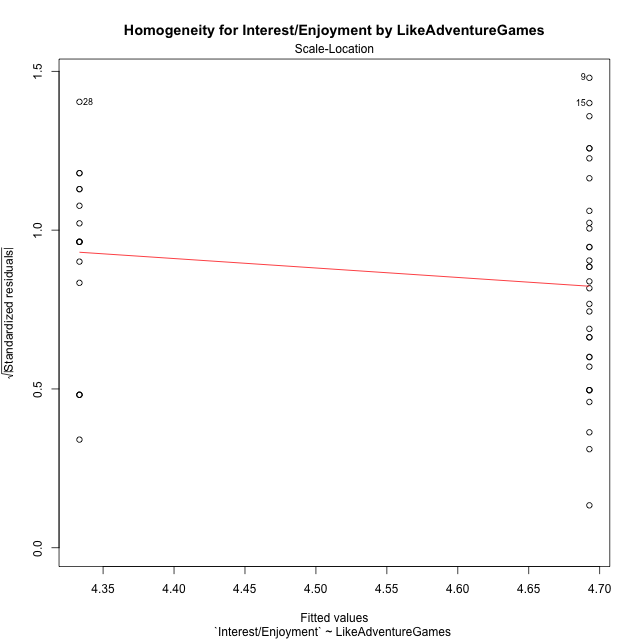 Homogeneity for Interest/Enjoyment by LikeAdventureGames
Scale-Location
1.5
1.0
0.5
0.0
√|Standardized residuals|
28
9
15
4.35 4.40 4.45 4.50 4.55 4.60 4.65 4.70
Fitted values
`Interest/Enjoyment` ~ LikeAdventureGames